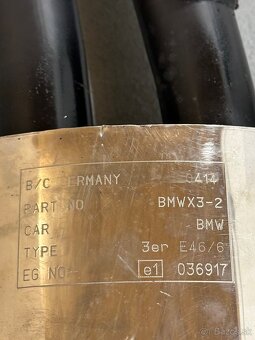 B/C GERMANY 0414
PART NO BMWX3-2
CAR BMW
TYPE 3er E46/6
EG NO- e1 036917